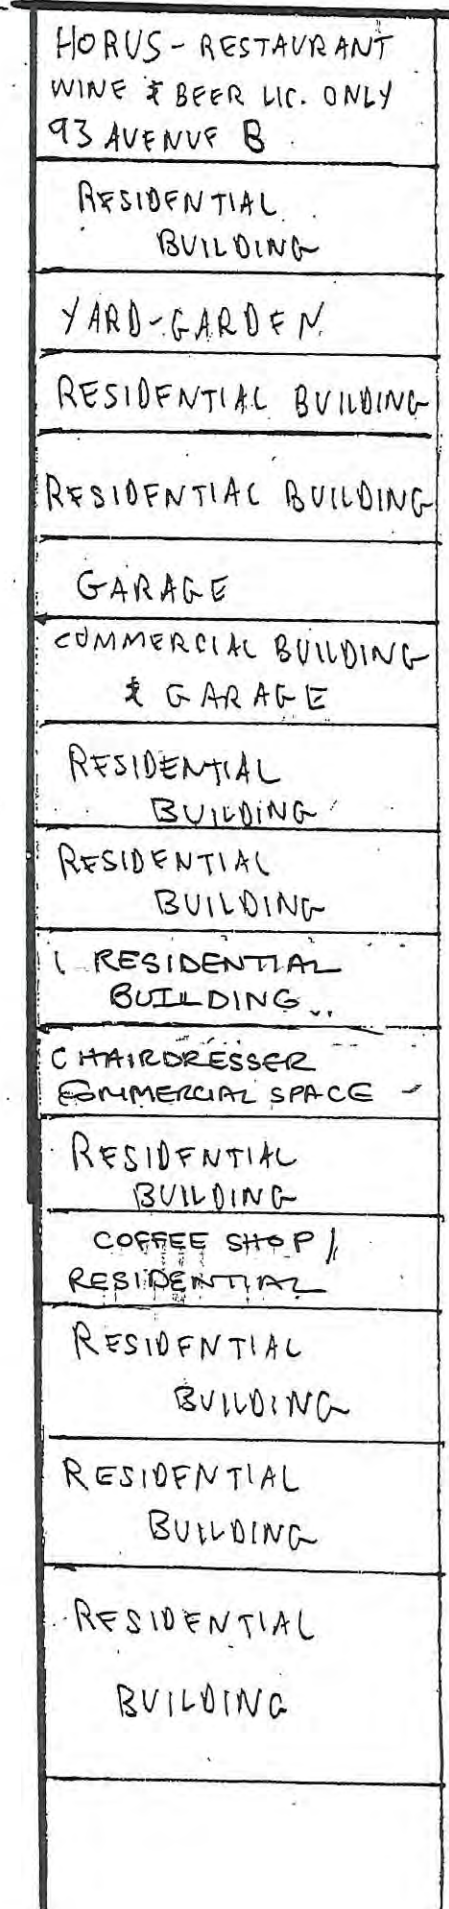 HORUS - RESTAURANT
WINE & BEER LIC. ONLY
93 AVENUE B
RESIDENTIAL
BUILDING
YARD-GARDEN
RESIDENTIAL BUILDING
RESIDENTIAL BUILDING
GARAGE
COMMERCIAL BUILDING
& GARAGE
RESIDENTIAL
BUILDING
RESIDENTIAL
BUILDING
RESIDENTIAL
BUILDING
HAIRDRESSER
COMMERCIAL SPACE
RESIDENTIAL
BUILDING
COFFEE SHOP /
RESIDENTIAL
RESIDENTIAL
BUILDING
RESIDENTIAL
BUILDING
RESIDENTIAL
BUILDING